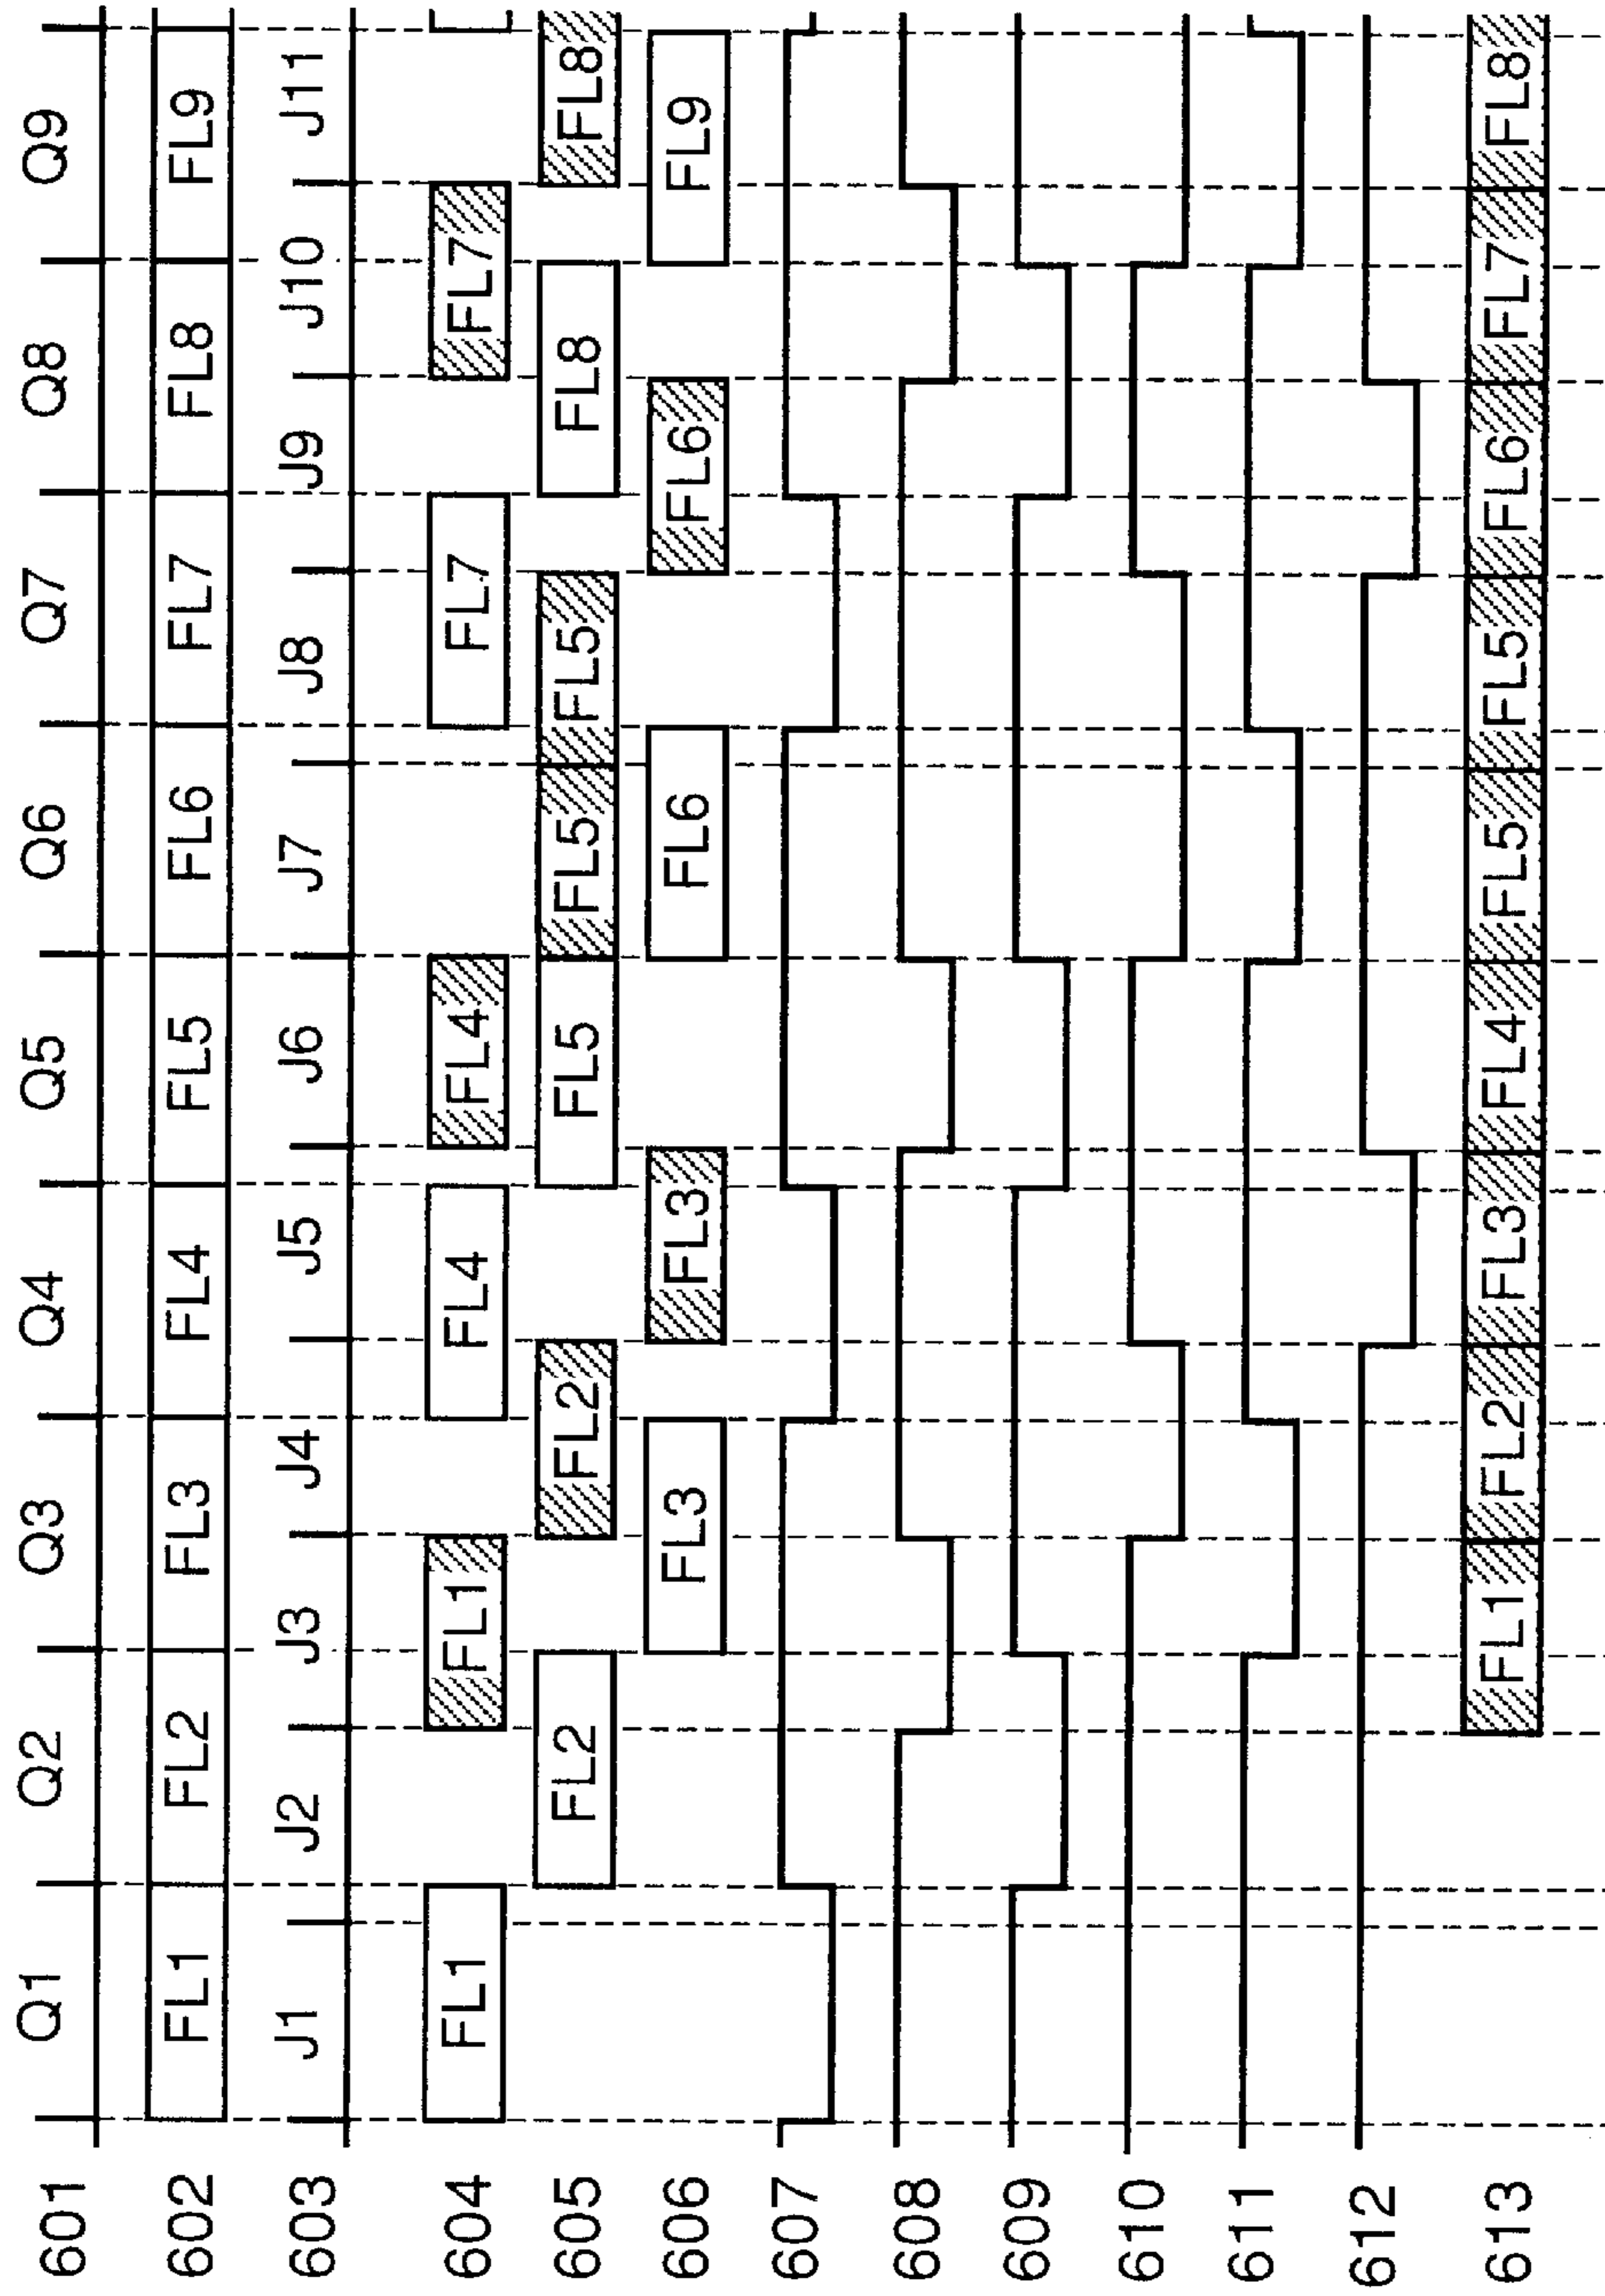 601 Q1 Q2 Q3 Q4 Q5 Q6 Q7 Q8 Q9
602 FL1 FL2 FL3 FL4 FL5 FL6 FL7 FL8 FL9
603 J1 J2 J3 J4 J5 J6 J7 J8 J9 J10 J11
604 FL1 FL1 FL4 FL4 FL7 FL7
605 FL2 FL2 FL5 FL5 FL5 FL8 FL8
606 FL3 FL3 FL6 FL6 FL9
607
608
609
610
611
612
613 FL1 FL2 FL3 FL4 FL5 FL5 FL6 FL7 FL8